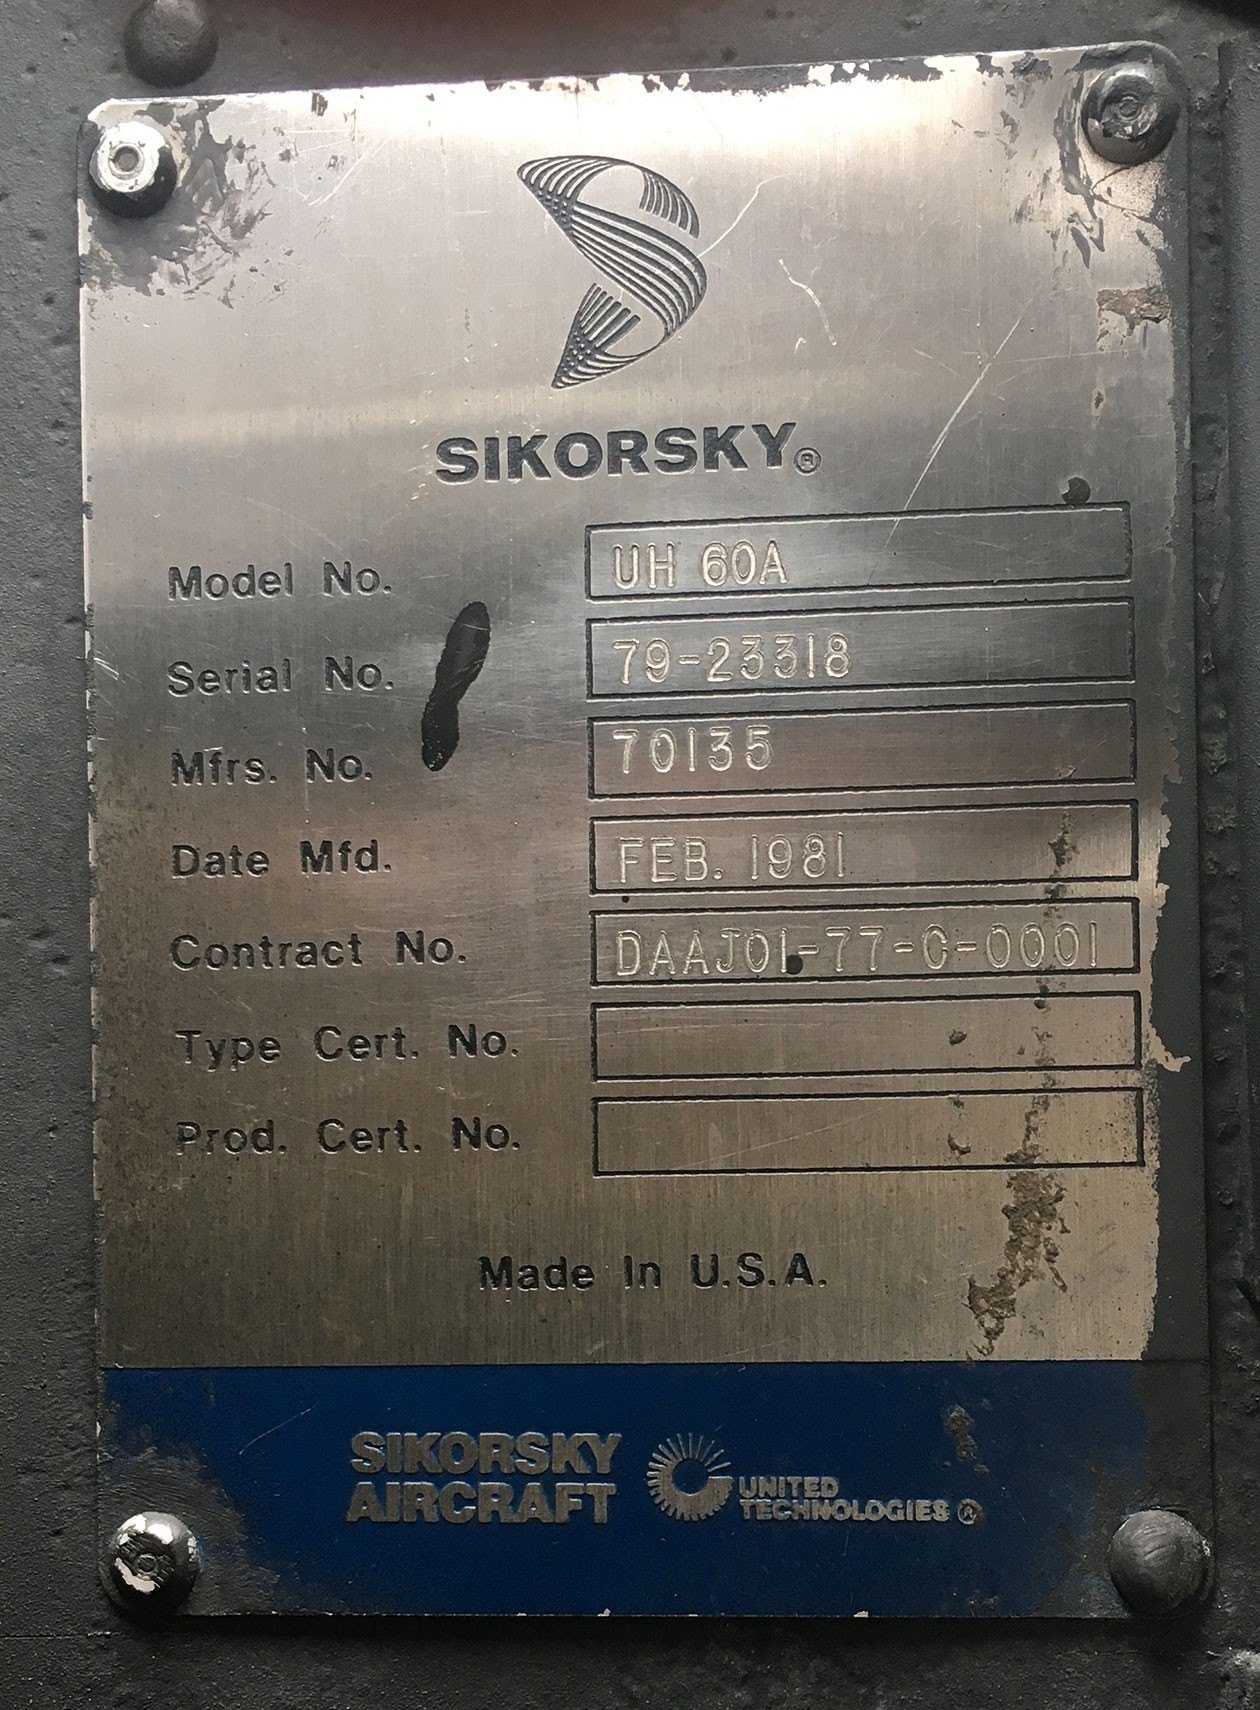 SIKORSKY®
Model No. UH 60A
Serial No. 79-23318
Mfrs. No. 70135
Date Mfd. FEB. 1981
Contract No. DAAJ01-77-C-0001
Type Cert. No.
Prod. Cert. No.
Made In U.S.A.
SIKORSKY
AIRCRAFT
UNITED
TECHNOLOGIES®